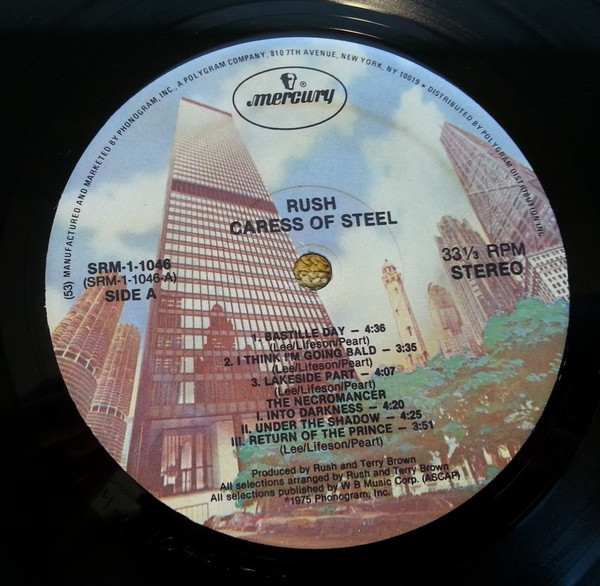 (53) MANUFACTURED AND MARKETED BY PHONOGRAM, INC., A POLYGRAM COMPANY, 810 7TH AVENUE, NEW YORK, NY 10019 • DISTRIBUTED BY POLYGRAM DISTRIBUTION, INC.
mercury ®
RUSH
CARESS OF STEEL
SRM-1-1046
(SRM-1-1046-A)
SIDE A
33⅓ RPM
STEREO
1. BASTILLE DAY — 4:36
(Lee/Lifeson/Peart)
2. I THINK I'M GOING BALD — 3:35
(Lee/Lifeson/Peart)
3. LAKESIDE PART — 4:07
(Lee/Lifeson/Peart)
THE NECROMANCER
I. INTO DARKNESS — 4:20
II. UNDER THE SHADOW — 4:25
III. RETURN OF THE PRINCE — 3:51
(Lee/Lifeson/Peart)
Produced by Rush and Terry Brown
All selections arranged by Rush and Terry Brown
All selections published by W B Music Corp. (ASCAP)
℗1975 Phonogram, Inc.